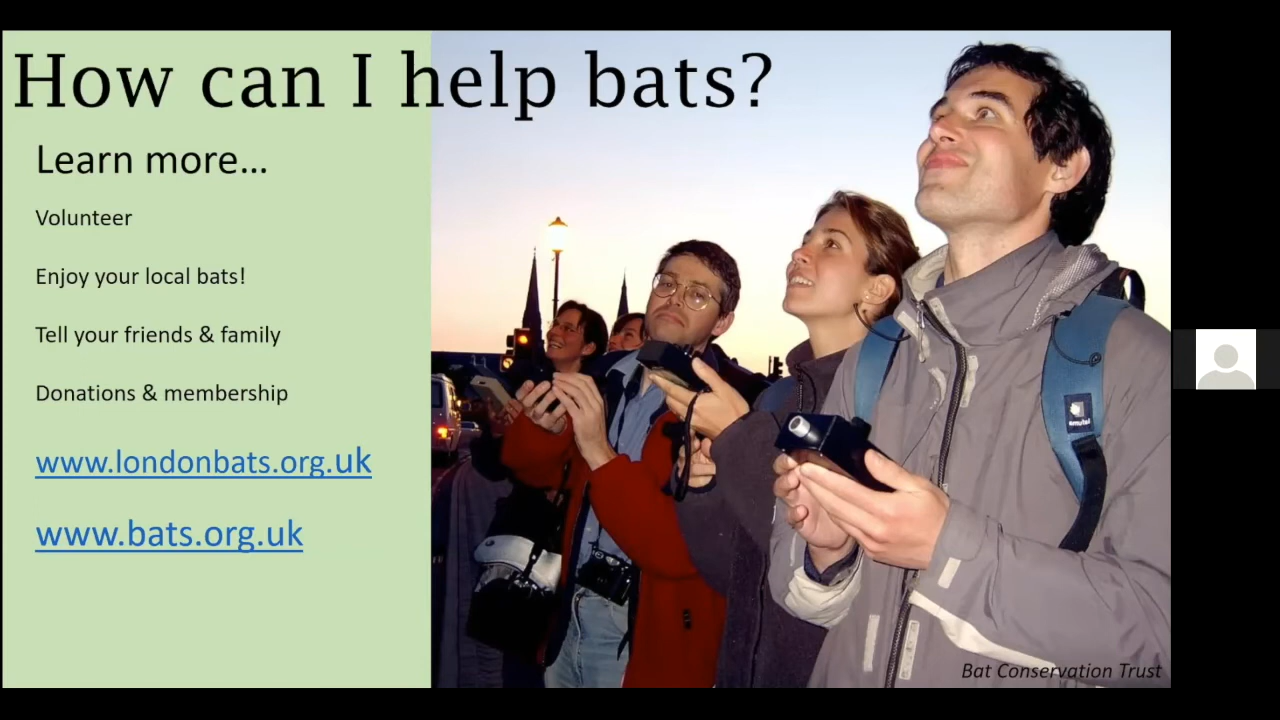 How can I help bats?
Learn more...
Volunteer
Enjoy your local bats!
Tell your friends & family
Donations & membership
www.londonbats.org.uk
www.bats.org.uk
Bat Conservation Trust